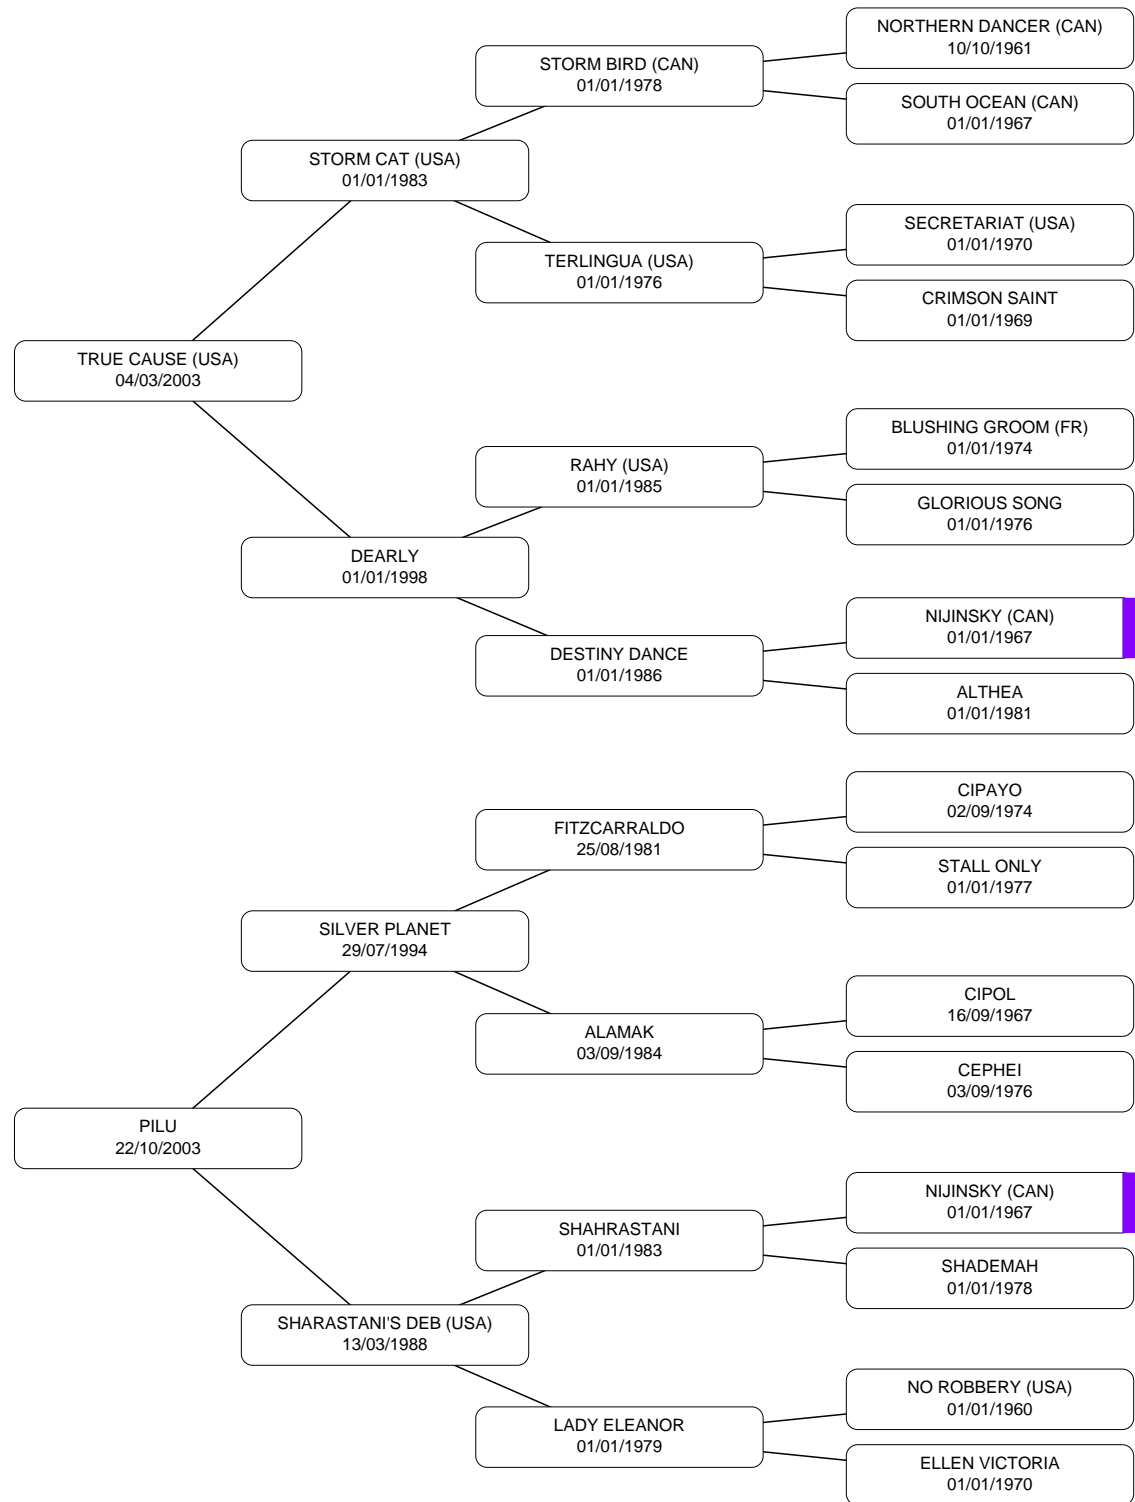 NORTHERN DANCER (CAN)
10/10/1961
STORM BIRD (CAN)
01/01/1978
SOUTH OCEAN (CAN)
01/01/1967
STORM CAT (USA)
01/01/1983
SECRETARIAT (USA)
01/01/1970
TERLINGUA (USA)
01/01/1976
CRIMSON SAINT
01/01/1969
TRUE CAUSE (USA)
04/03/2003
BLUSHING GROOM (FR)
01/01/1974
RAHY (USA)
01/01/1985
GLORIOUS SONG
01/01/1976
DEARLY
01/01/1998
NIJINSKY (CAN)
01/01/1967
DESTINY DANCE
01/01/1986
ALTHEA
01/01/1981
CIPAYO
02/09/1974
FITZCARRALDO
25/08/1981
STALL ONLY
01/01/1977
SILVER PLANET
29/07/1994
CIPOL
16/09/1967
ALAMAK
03/09/1984
CEPHEI
03/09/1976
PILU
22/10/2003
NIJINSKY (CAN)
01/01/1967
SHAHRASTANI
01/01/1983
SHADEMAH
01/01/1978
SHARASTANI'S DEB (USA)
13/03/1988
NO ROBBERY (USA)
01/01/1960
LADY ELEANOR
01/01/1979
ELLEN VICTORIA
01/01/1970